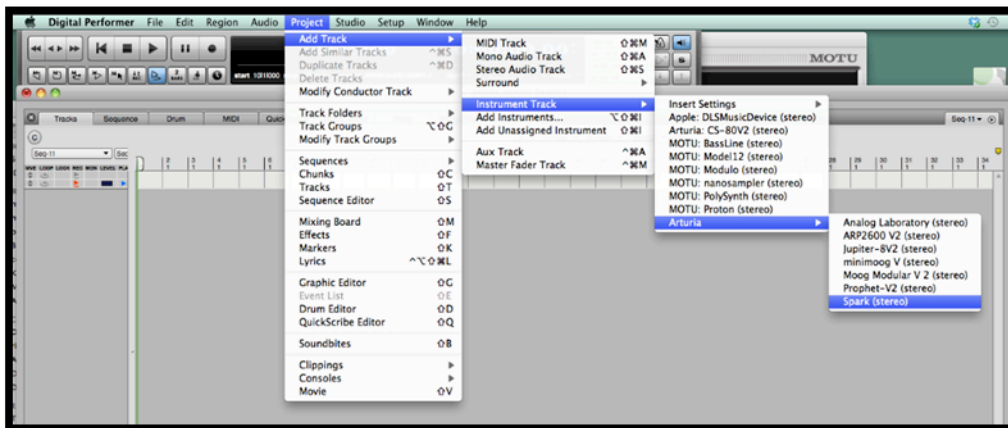 Digital Performer File Edit Region Audio Project Studio Setup Window Help
MOTU
Tracks Sequence Drum MIDI
Seq-11
Seq-11
Add Track
Add Similar Tracks ^⌘S
Duplicate Tracks ^⌘D
Delete Tracks
Modify Conductor Track
Track Folders
Track Groups ⌥⇧G
Modify Track Groups
Sequences
Chunks ⇧C
Tracks ⇧T
Sequence Editor ⇧S
Mixing Board ⇧M
Effects ⇧F
Markers ⇧K
Lyrics ^⌥⇧⌘L
Graphic Editor ⇧G
Event List ⇧E
Drum Editor ⇧D
QuickScribe Editor ⇧Q
Soundbites ⇧B
Clippings
Consoles
Movie ⇧V
MIDI Track ⇧⌘M
Mono Audio Track ⇧⌘A
Stereo Audio Track ⇧⌘S
Surround
Instrument Track
Add Instruments... ⌥⇧⌘I
Add Unassigned Instrument ⇧⌘I
Aux Track ^⌘A
Master Fader Track ^⌘M
Insert Settings
Apple: DLSMusicDevice (stereo)
Arturia: CS-80V2 (stereo)
MOTU: BassLine (stereo)
MOTU: Model12 (stereo)
MOTU: Modulo (stereo)
MOTU: nanosampler (stereo)
MOTU: PolySynth (stereo)
MOTU: Proton (stereo)
Arturia
Analog Laboratory (stereo)
ARP2600 V2 (stereo)
Jupiter-8V2 (stereo)
minimoog V (stereo)
Moog Modular V 2 (stereo)
Prophet-V2 (stereo)
Spark (stereo)